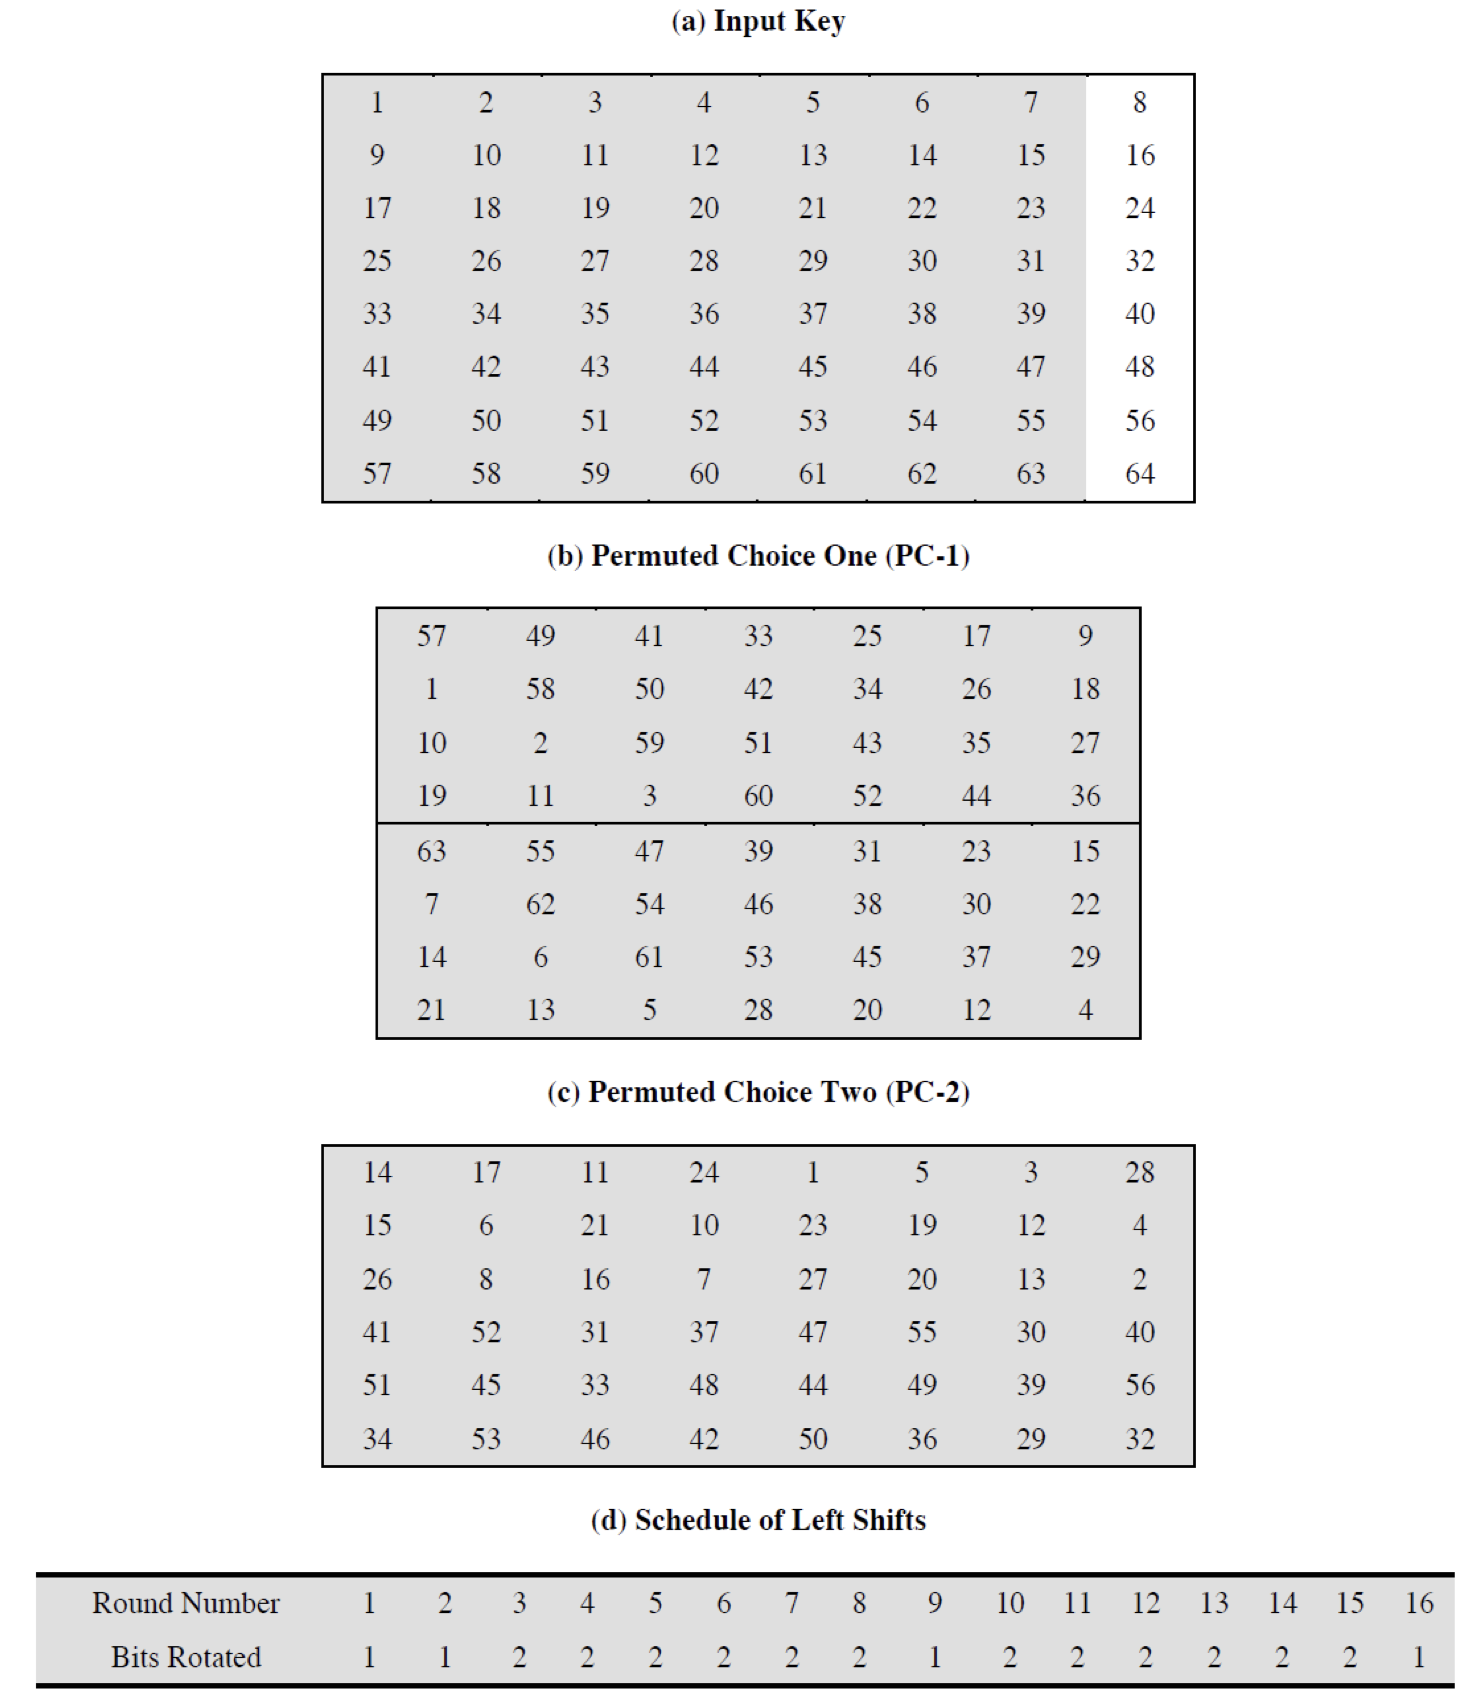 (a) Input Key
1 2 3 4 5 6 7 8
9 10 11 12 13 14 15 16
17 18 19 20 21 22 23 24
25 26 27 28 29 30 31 32
33 34 35 36 37 38 39 40
41 42 43 44 45 46 47 48
49 50 51 52 53 54 55 56
57 58 59 60 61 62 63 64
(b) Permuted Choice One (PC-1)
57 49 41 33 25 17 9
1 58 50 42 34 26 18
10 2 59 51 43 35 27
19 11 3 60 52 44 36
63 55 47 39 31 23 15
7 62 54 46 38 30 22
14 6 61 53 45 37 29
21 13 5 28 20 12 4
(c) Permuted Choice Two (PC-2)
14 17 11 24 1 5 3 28
15 6 21 10 23 19 12 4
26 8 16 7 27 20 13 2
41 52 31 37 47 55 30 40
51 45 33 48 44 49 39 56
34 53 46 42 50 36 29 32
(d) Schedule of Left Shifts
Round Number 1 2 3 4 5 6 7 8 9 10 11 12 13 14 15 16
Bits Rotated 1 1 2 2 2 2 2 2 1 2 2 2 2 2 2 1